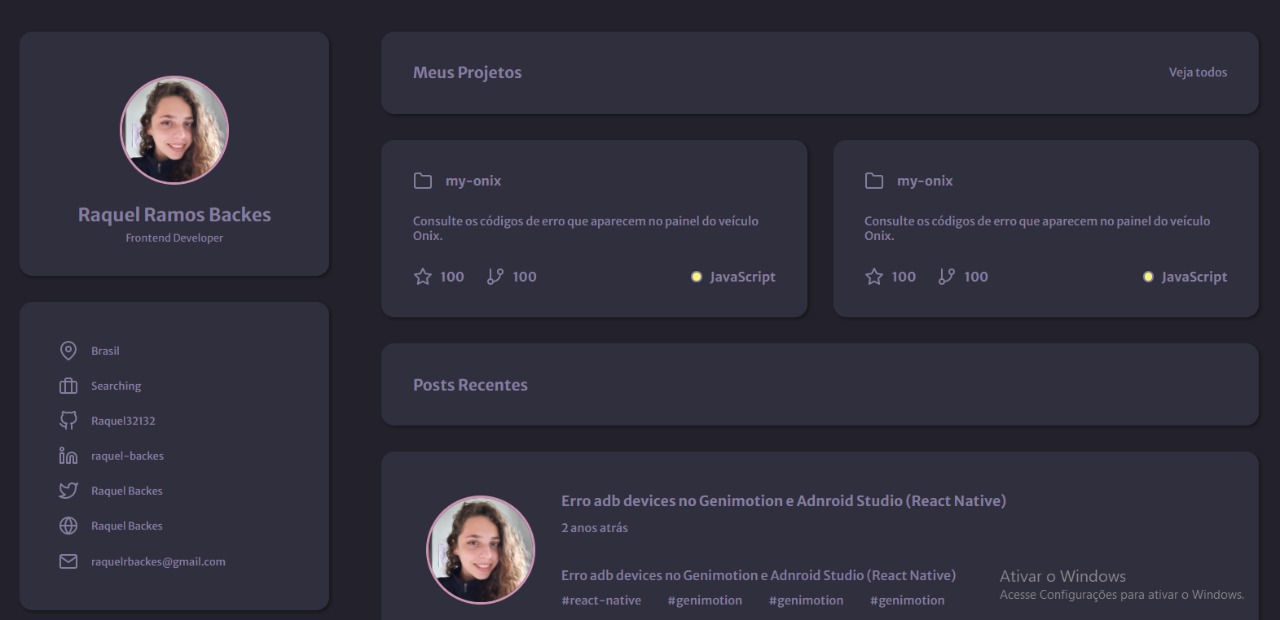 Raquel Ramos Backes
Frontend Developer
Brasil
Searching
Raquel32132
raquel-backes
Raquel Backes
Raquel Backes
raquelrbackes@gmail.com
Meus Projetos
Veja todos
my-onix
Consulte os códigos de erro que aparecem no painel do veículo
Onix.
100 100 JavaScript
my-onix
Consulte os códigos de erro que aparecem no painel do veículo
Onix.
100 100 JavaScript
Posts Recentes
Erro adb devices no Genimotion e Adnroid Studio (React Native)
2 anos atrás
Erro adb devices no Genimotion e Adnroid Studio (React Native)
#react-native #genimotion #genimotion #genimotion
Ativar o Windows
Acesse Configurações para ativar o Windows.